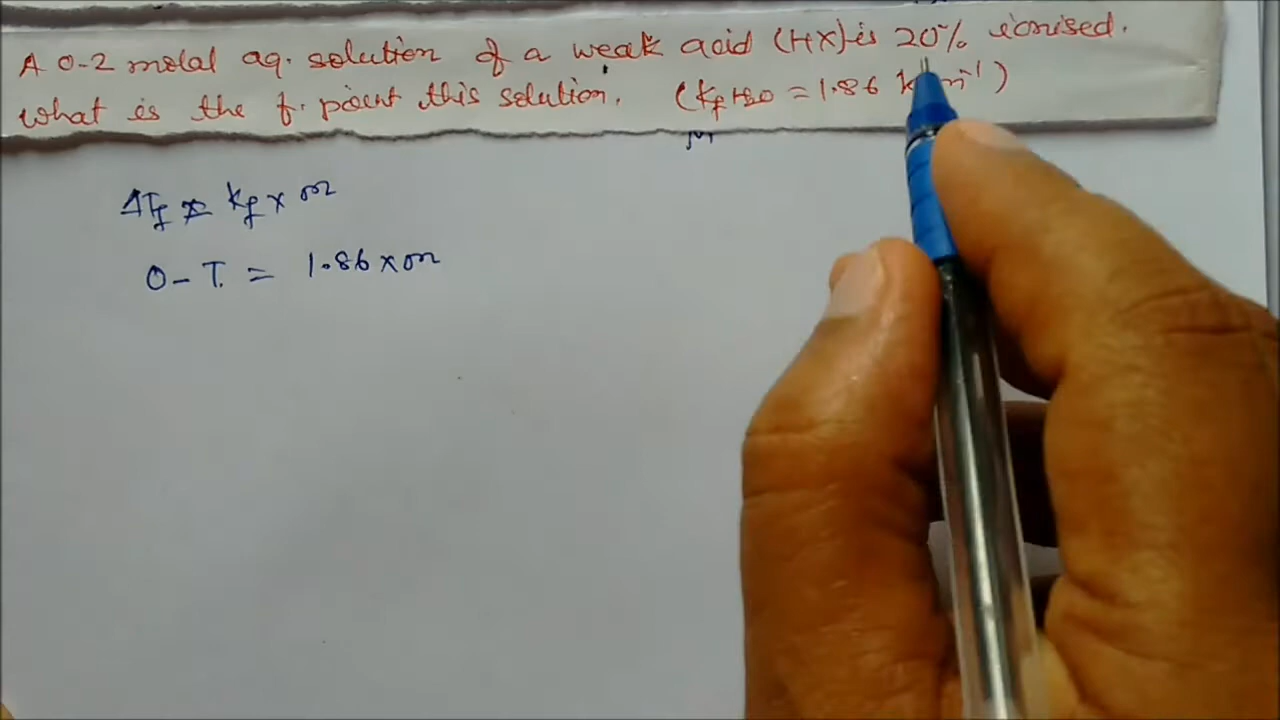 A 0.2 molal aq. solution of a weak acid (HX) is 20% ionised.
what is the f. point this solution. (Kf H2O = 1.86 K m⁻¹)
ΔTf = Kf × m
0 - T. = 1.86 × m